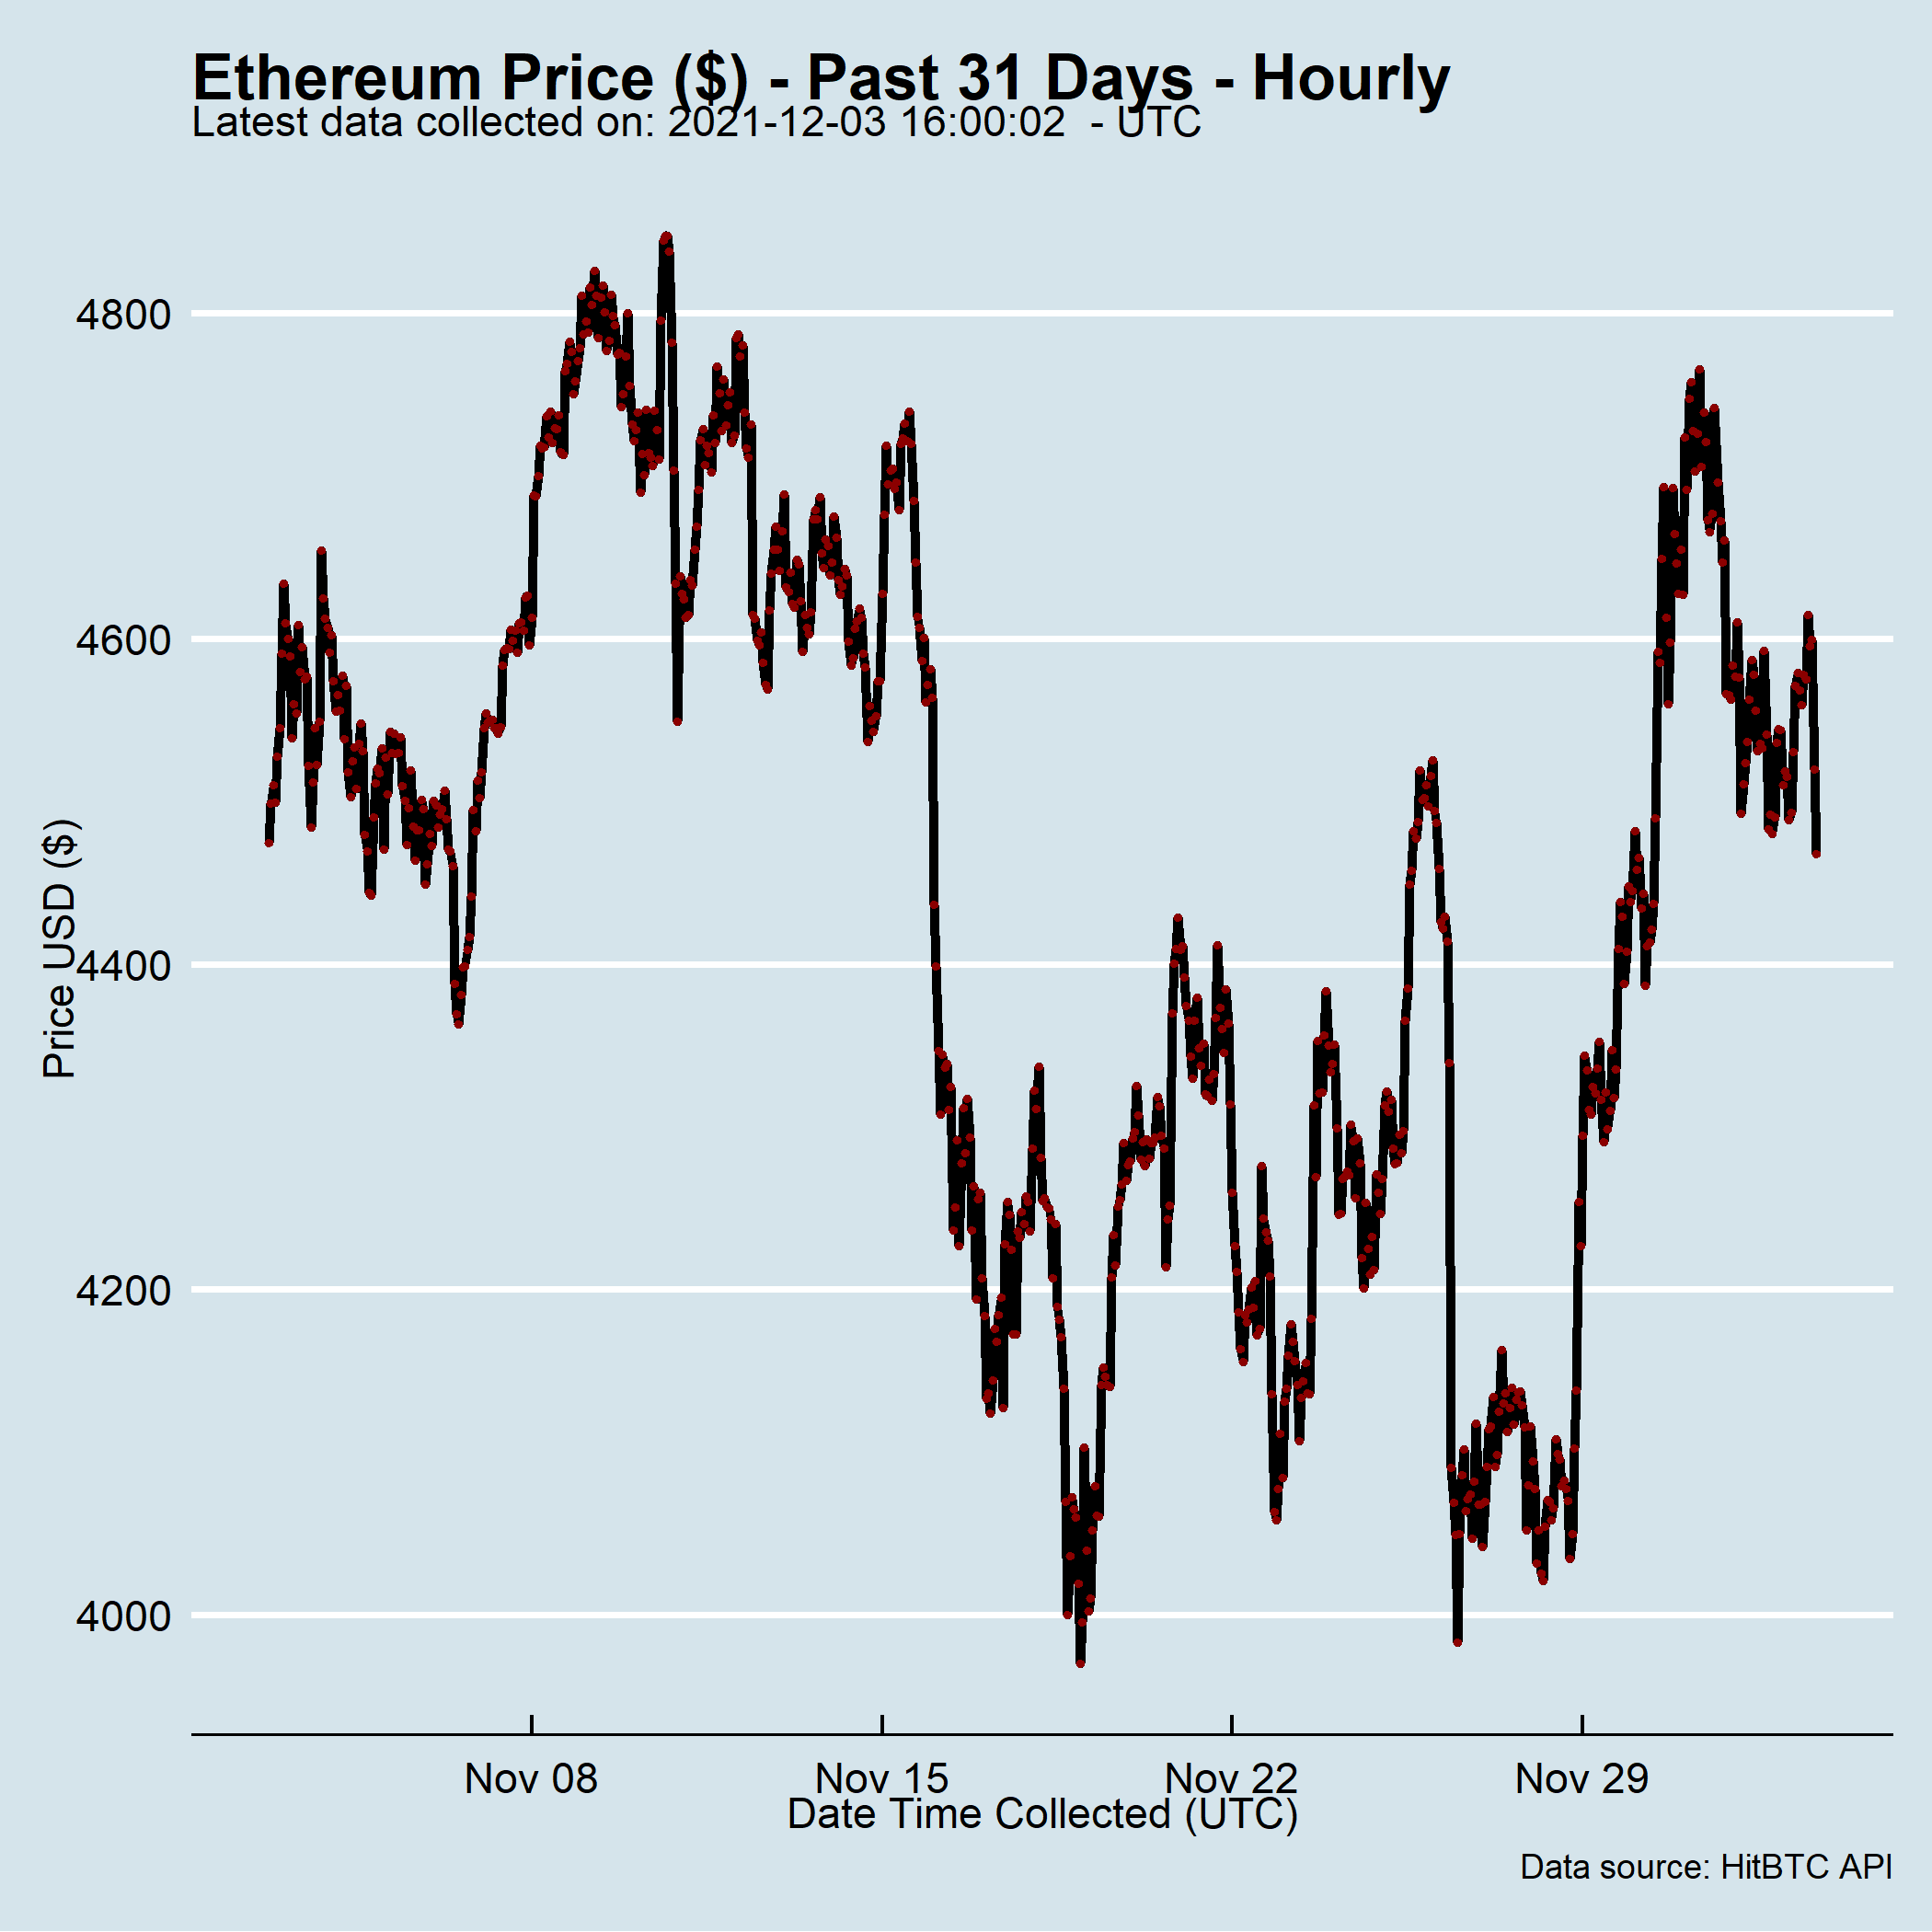 Ethereum Price ($) - Past 31 Days - Hourly
Latest data collected on: 2021-12-03 16:00:02  - UTC
Price USD ($)
4800
4600
4400
4200
4000
Nov 08 Nov 15 Nov 22 Nov 29
Date Time Collected (UTC)
Data source: HitBTC API